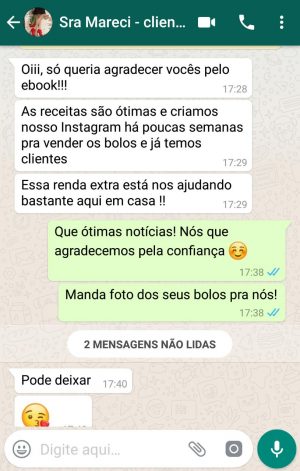 Sra Mareci - clien...
Oiii, só queria agradecer vocês pelo
ebook!!!
17:28
As receitas são ótimas e criamos
nosso Instagram há poucas semanas
pra vender os bolos e já temos
clientes
17:29
Essa renda extra está nos ajudando
bastante aqui em casa !!
17:29
Que ótimas notícias! Nós que
agradecemos pela confiança ☺️
17:38
Manda foto dos seus bolos pra nós!
17:38
2 MENSAGENS NÃO LIDAS
Pode deixar
17:40
😘
Digite aqui...